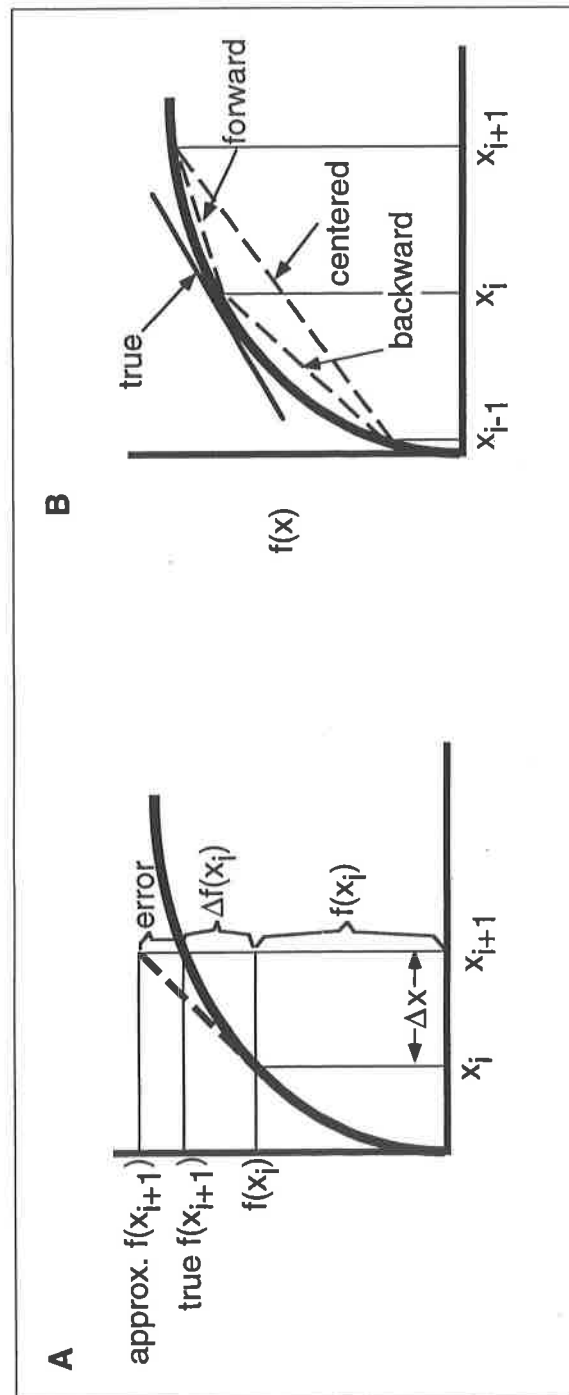 A
approx. f(xᵢ₊₁)
true f(xᵢ₊₁)
f(xᵢ)
error
Δf(xᵢ)
f(xᵢ)
Δx
xᵢ
xᵢ₊₁
B
f(x)
true
forward
centered
backward
xᵢ₋₁
xᵢ
xᵢ₊₁